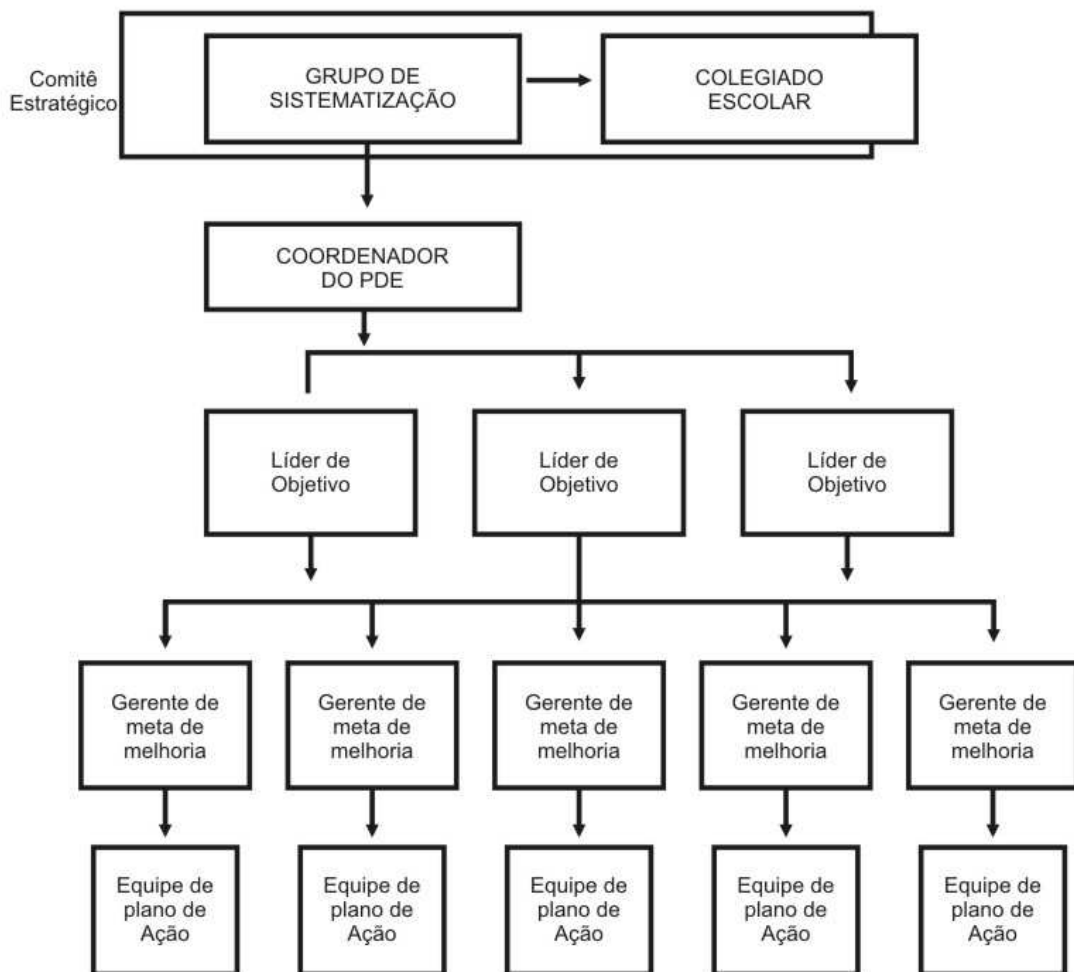 Comitê
Estratégico
GRUPO DE
SISTEMATIZAÇÃO
COLEGIADO
ESCOLAR
COORDENADOR
DO PDE
Líder de
Objetivo
Líder de
Objetivo
Líder de
Objetivo
Gerente de
meta de
melhoria
Gerente de
meta de
melhoria
Gerente de
meta de
melhoria
Gerente de
meta de
melhoria
Gerente de
meta de
melhoria
Equipe de
plano de
Ação
Equipe de
plano de
Ação
Equipe de
plano de
Ação
Equipe de
plano de
Ação
Equipe de
plano de
Ação